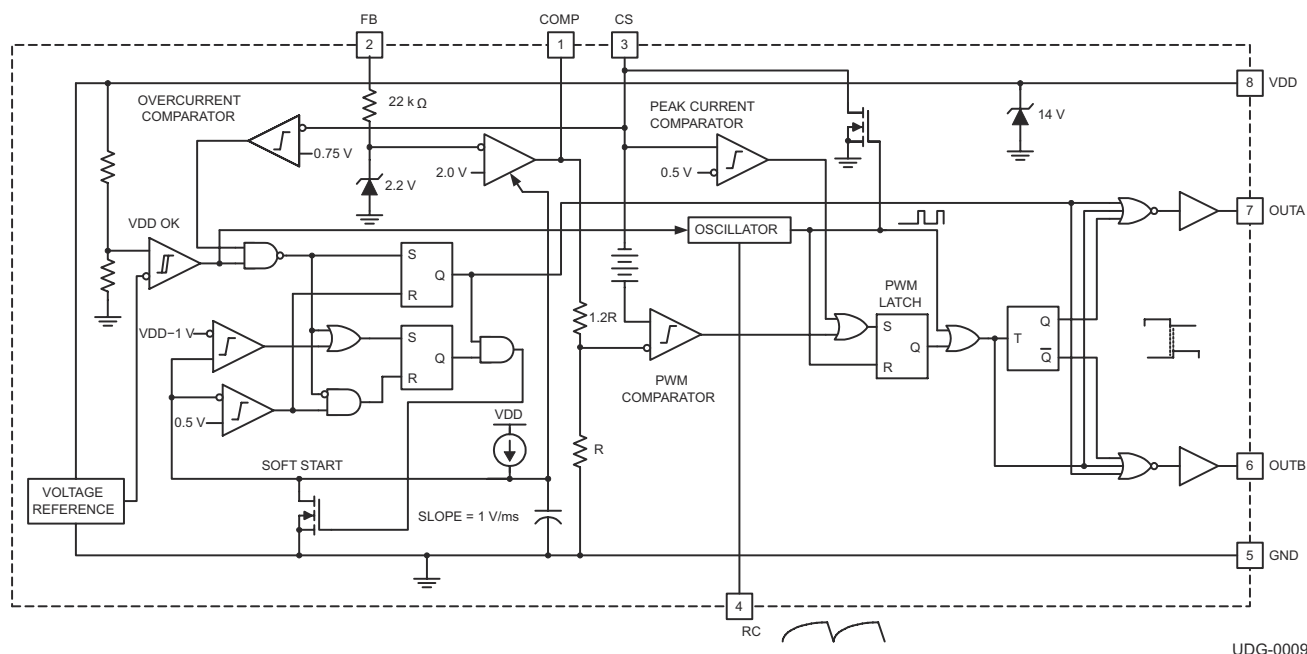 FB
COMP
CS
2
1
3
OVERCURRENT
COMPARATOR
22 k Ω
PEAK CURRENT
COMPARATOR
8
VDD
14 V
0.75 V
2.0 V
0.5 V
2.2 V
VDD OK
OSCILLATOR
7
OUTA
S
Q
R
PWM
LATCH
1.2R
S
Q
R
T
Q
Q
VDD−1 V
S
Q
R
PWM
COMPARATOR
0.5 V
VDD
R
SOFT START
6
OUTB
VOLTAGE
REFERENCE
SLOPE = 1 V/ms
5
GND
4
RC
UDG-0009